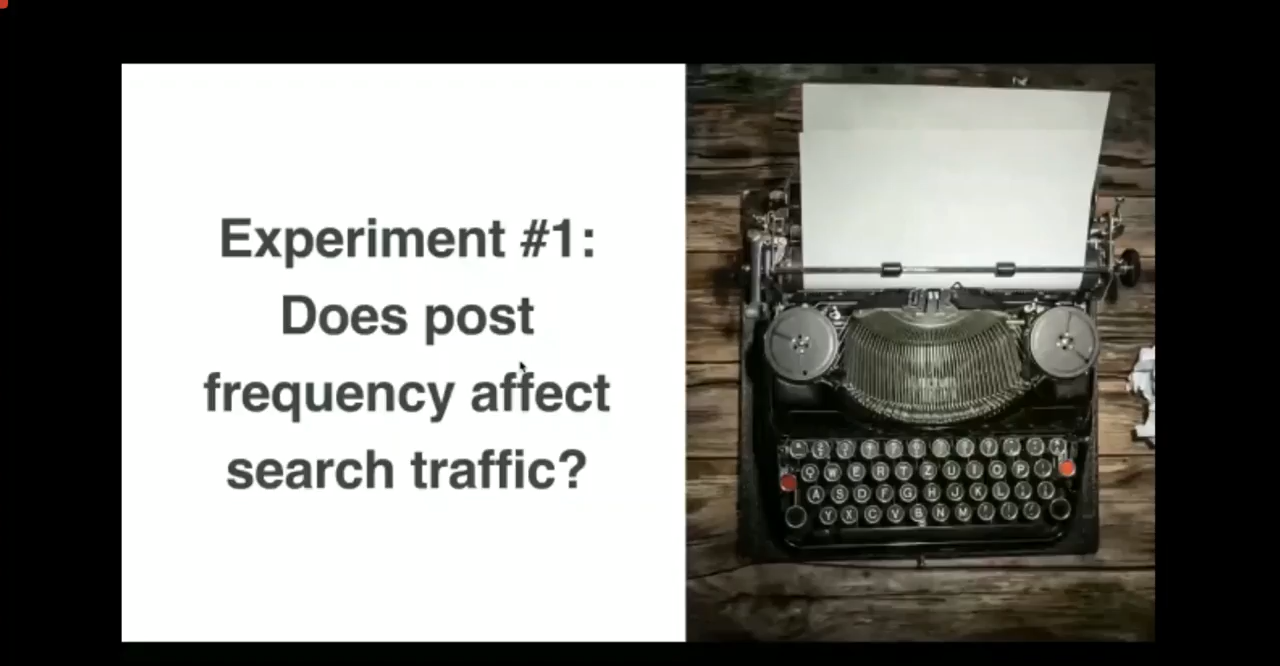 Experiment #1:
Does post
frequency affect
search traffic?
Q W E R T Z U I O P
A S D F G H J K L
Y X C V B N M